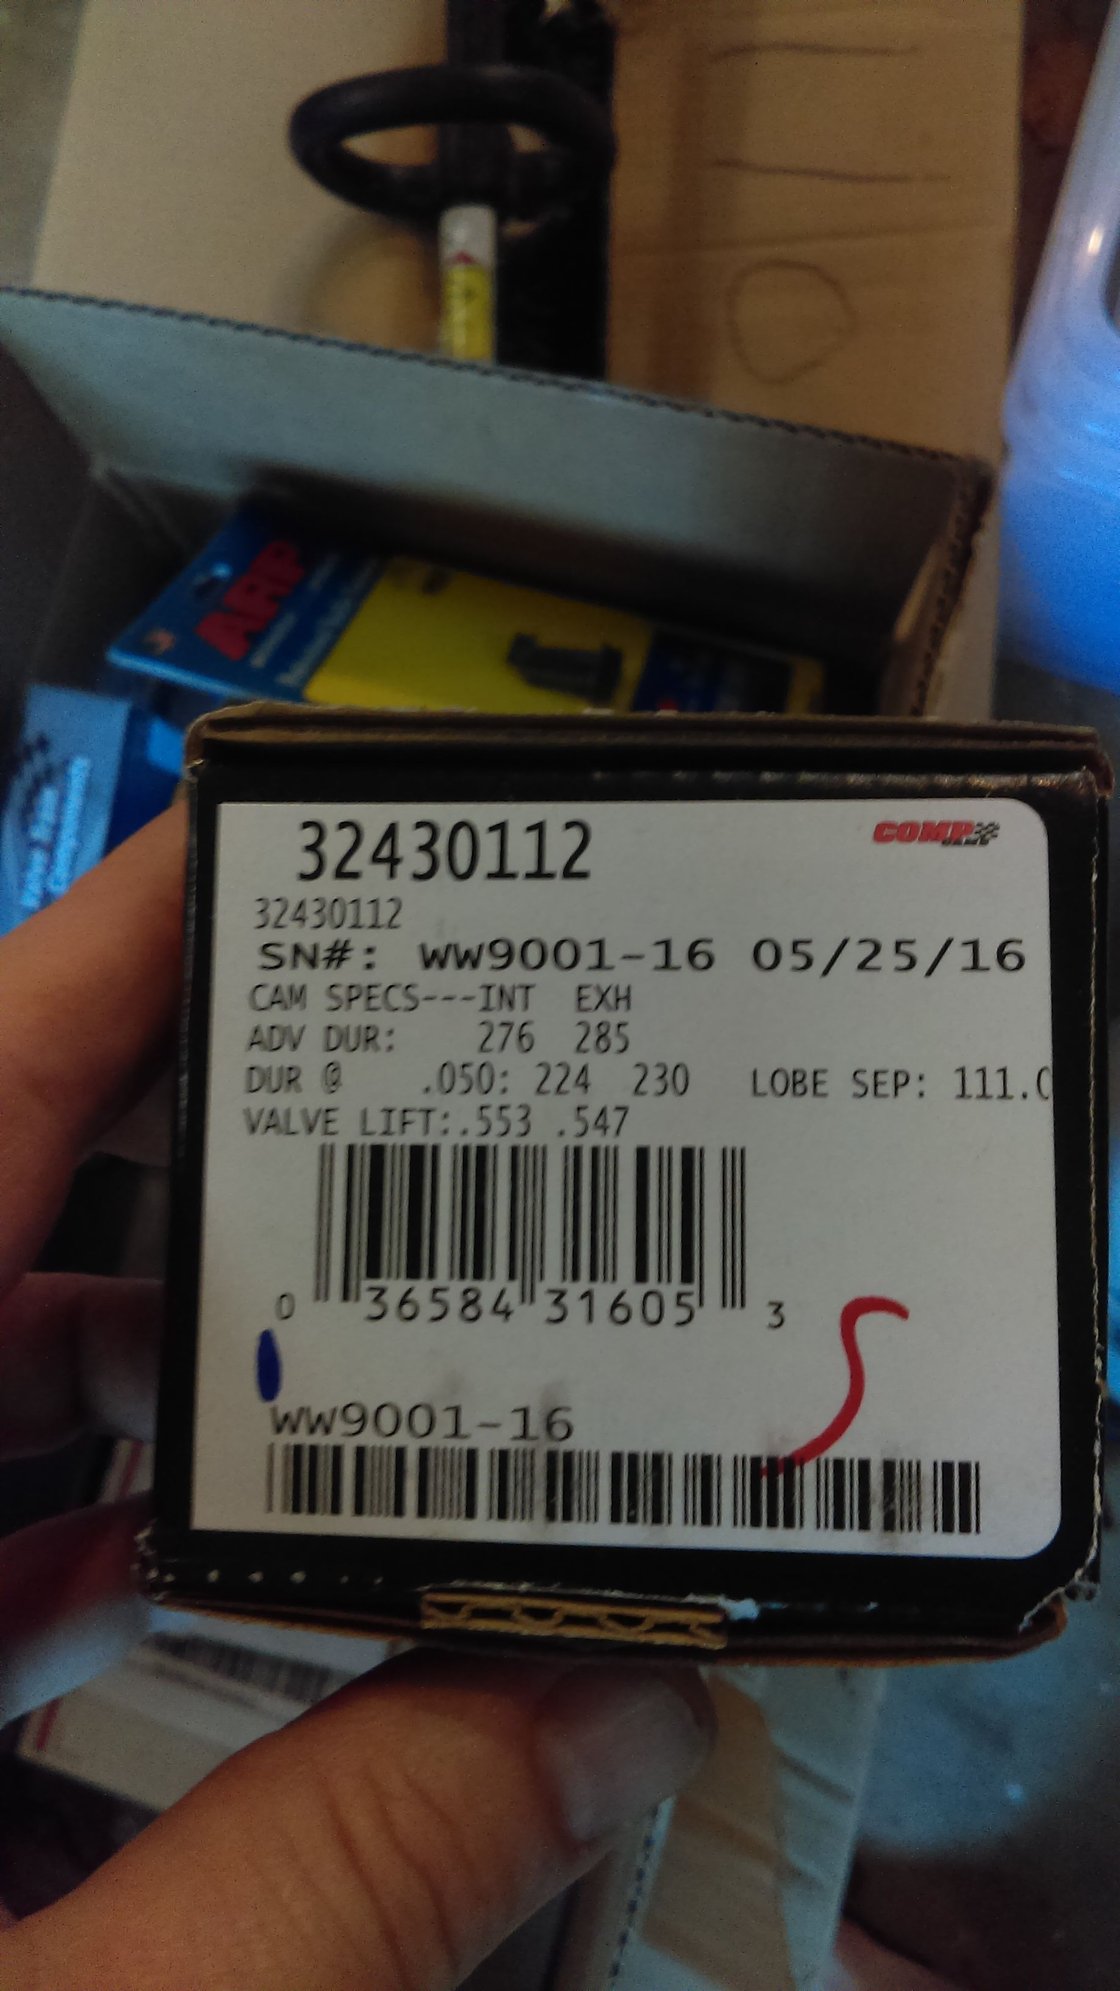 ARP
32430112
COMP
CAMS
32430112
SN#: WW9001-16 05/25/16
CAM SPECS---INT EXH
ADV DUR: 276 285
DUR @ .050: 224 230 LOBE SEP: 111.0
VALVE LIFT:.553 .547
0 36584 31605 3
WW9001-16